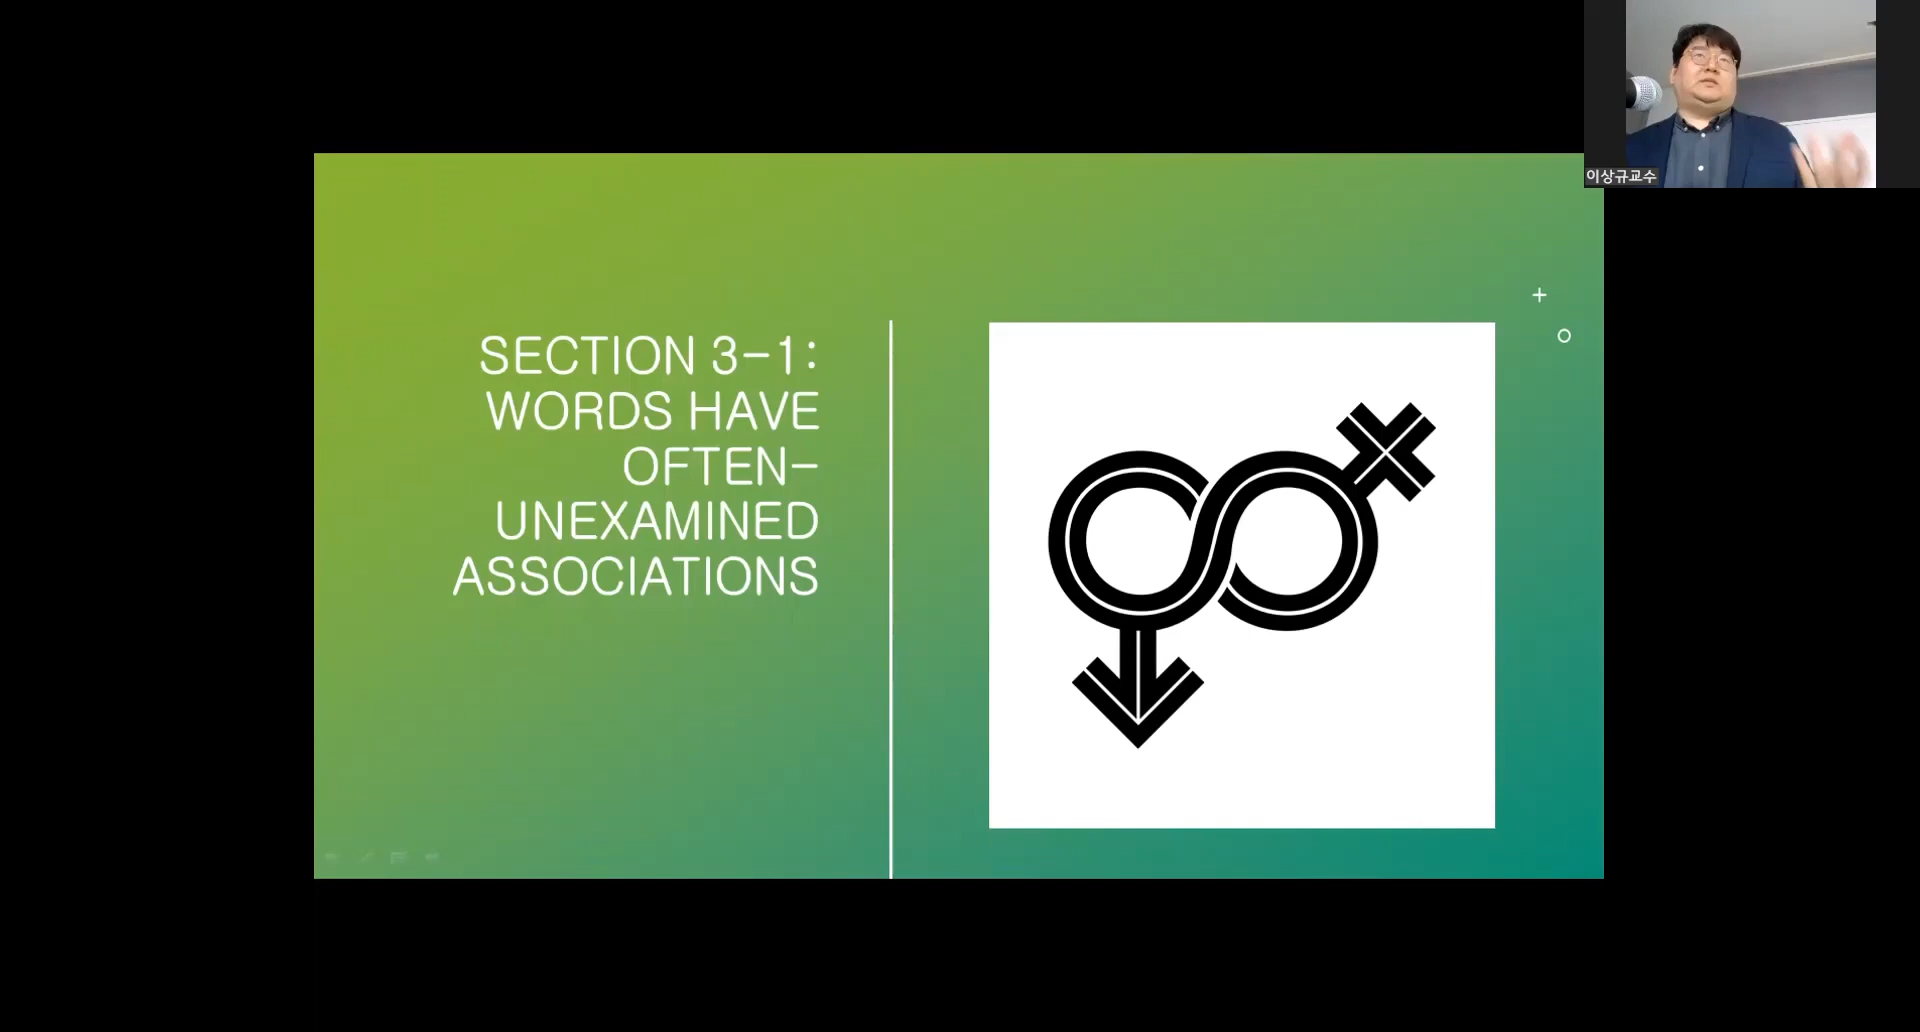 SECTION 3-1:
WORDS HAVE
OFTEN-
UNEXAMINED
ASSOCIATIONS
이상규교수